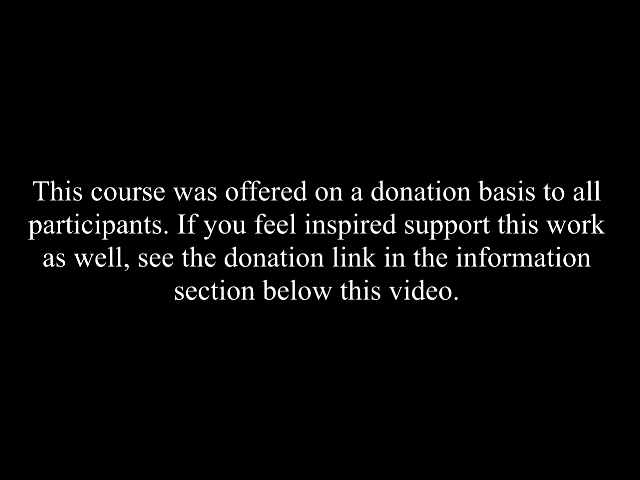 This course was offered on a donation basis to all
participants. If you feel inspired support this work
as well, see the donation link in the information
section below this video.